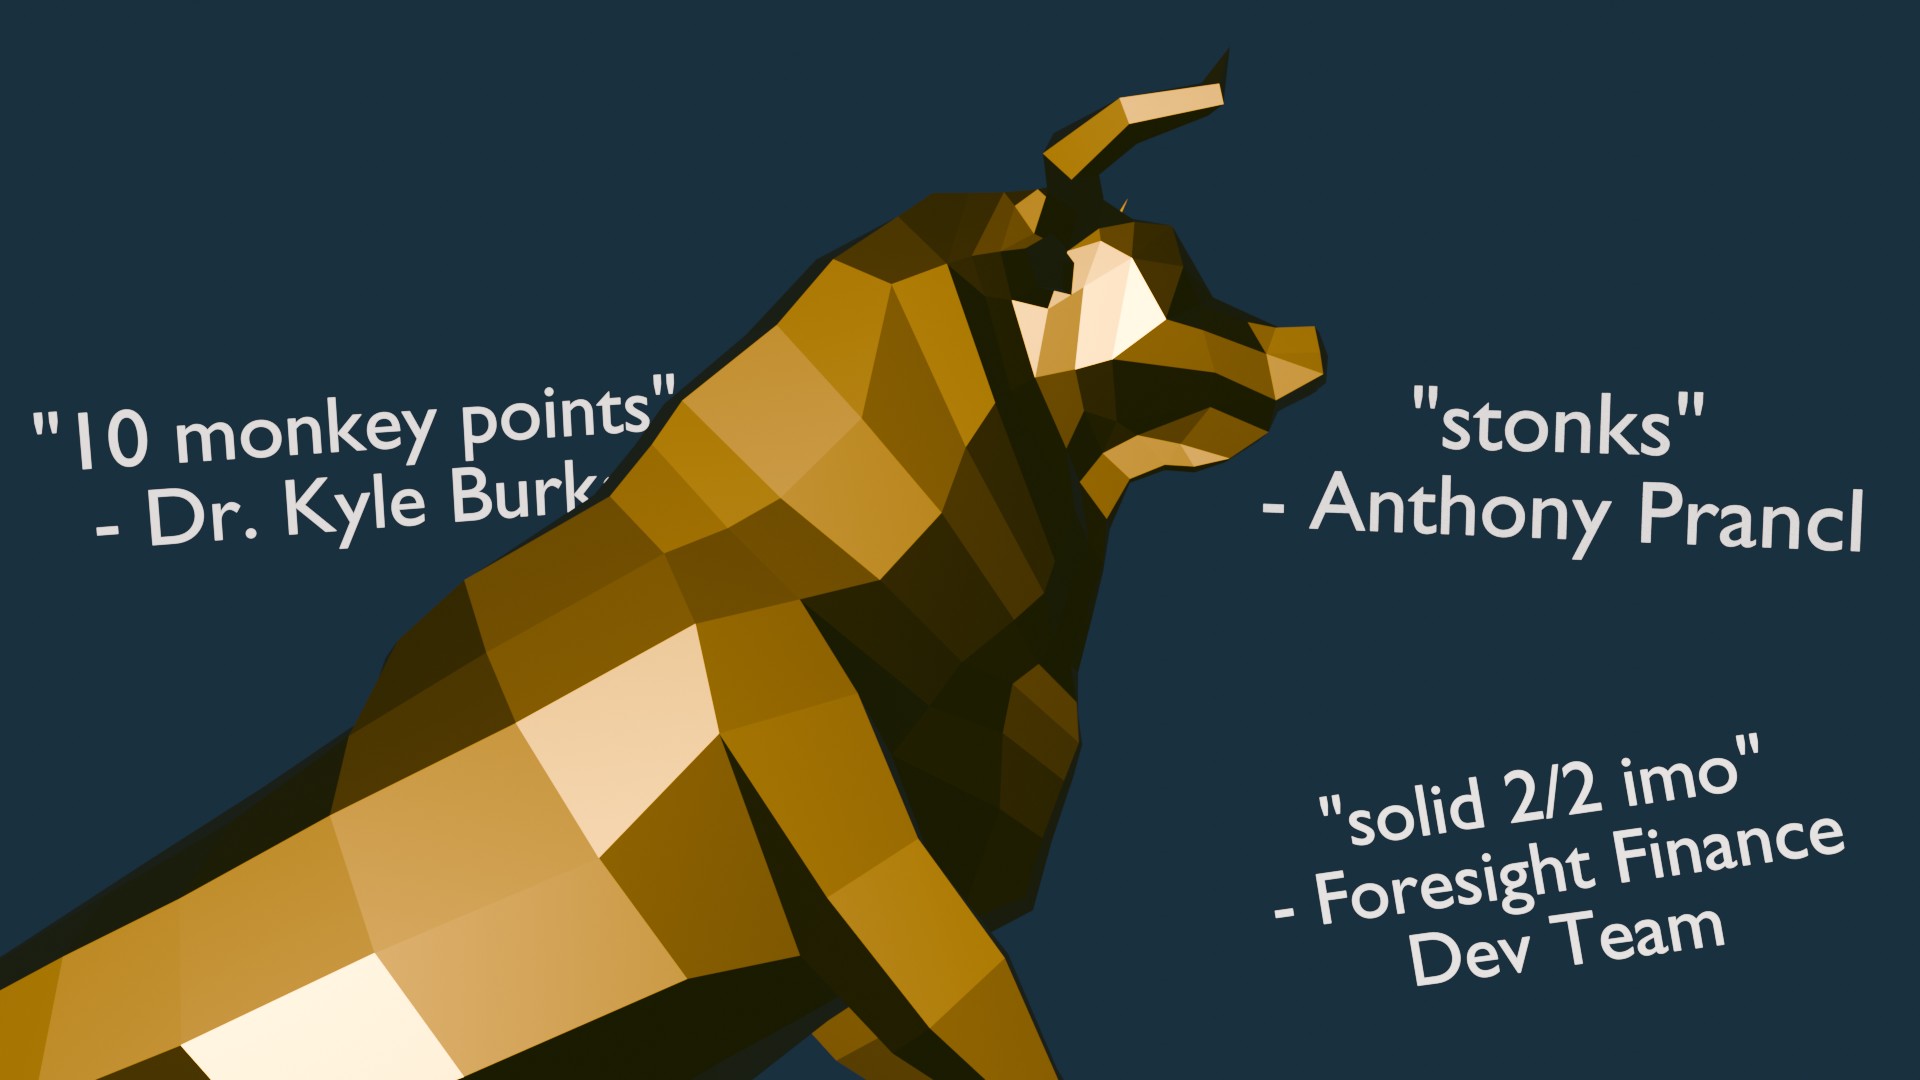 "10 monkey points"
- Dr. Kyle
"stonks"
- Anthony Prancl
"solid 2/2 imo"
- Foresight Finance
Dev Team